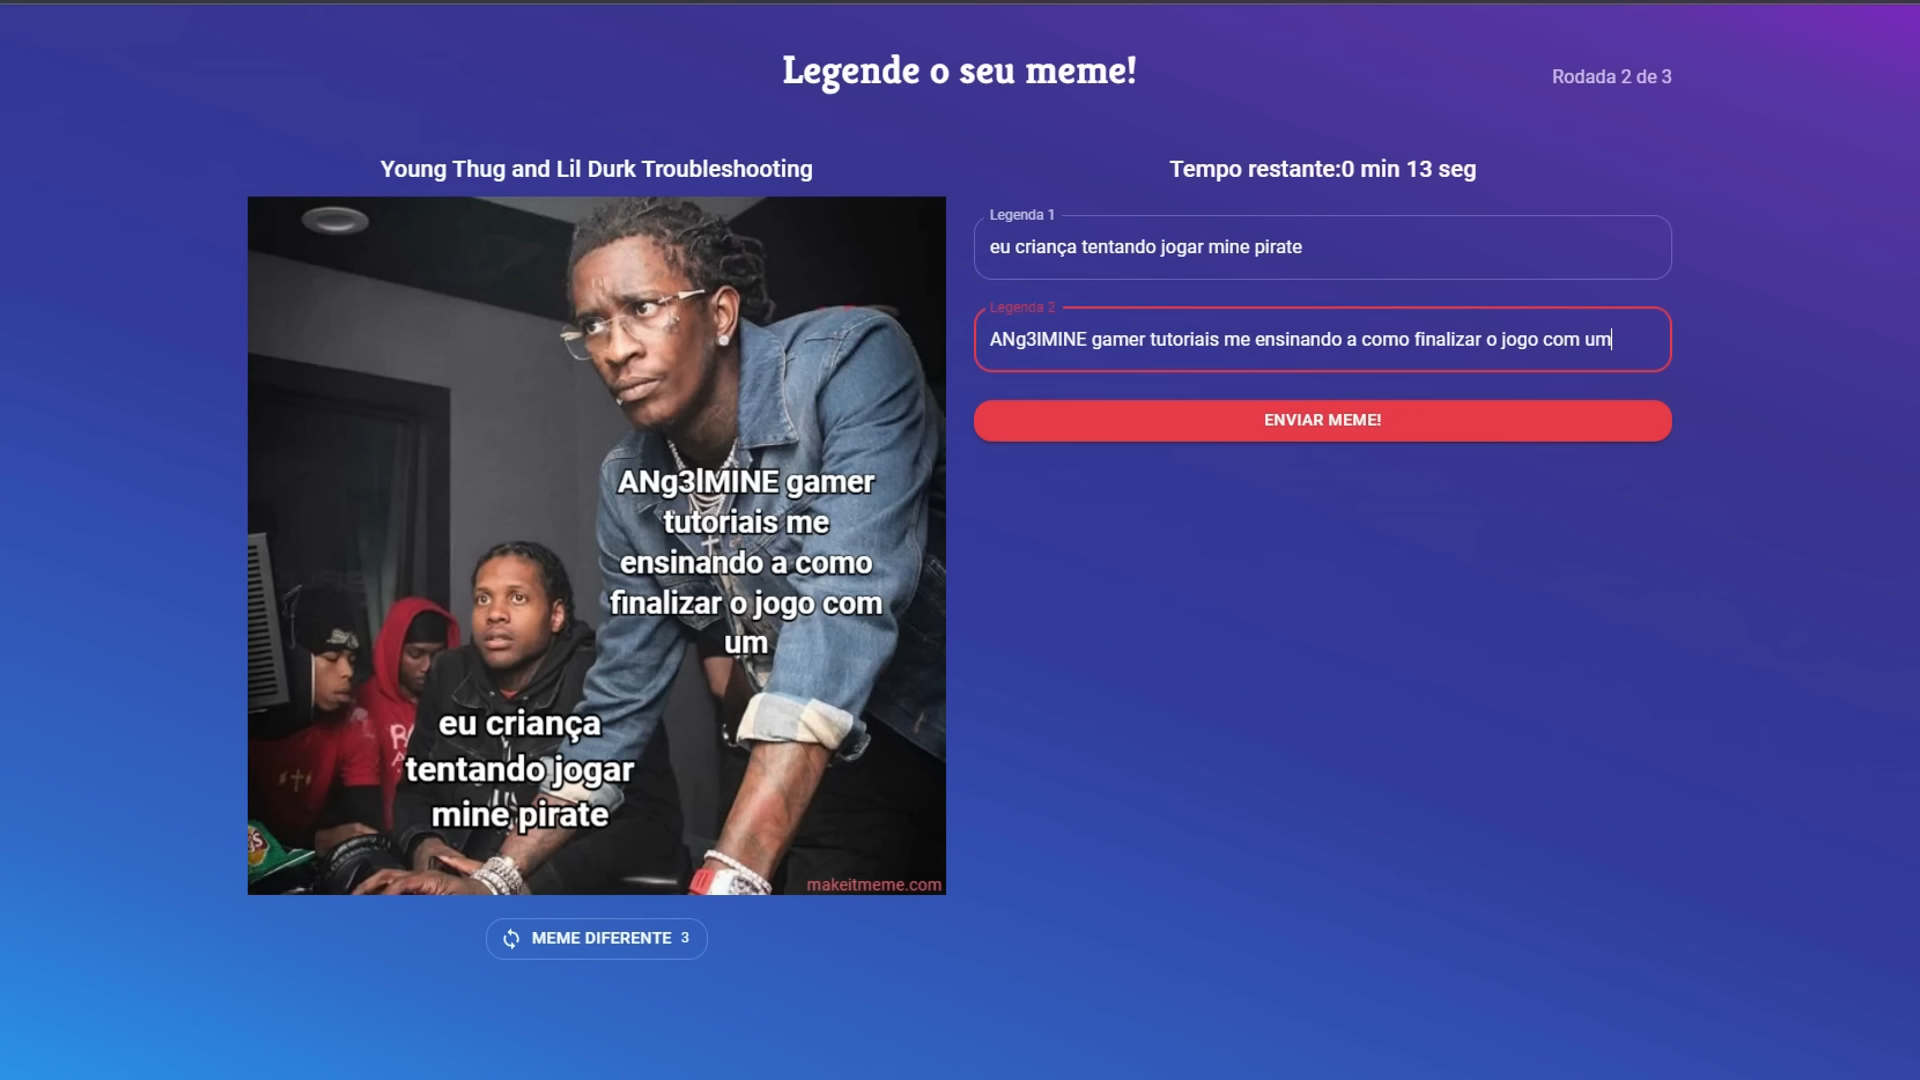 Legende o seu meme!
Rodada 2 de 3
Young Thug and Lil Durk Troubleshooting
ANg3lMINE gamer
tutoriais me
ensinando a como
finalizar o jogo com
um
eu criança
tentando jogar
mine pirate
makeitmeme.com
MEME DIFERENTE 3
Tempo restante:0 min 13 seg
Legenda 1
eu criança tentando jogar mine pirate
Legenda 2
ANg3lMINE gamer tutoriais me ensinando a como finalizar o jogo com um
ENVIAR MEME!